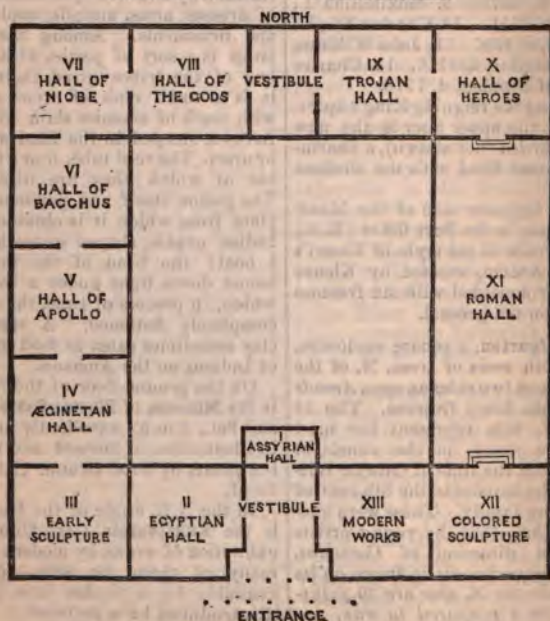 NORTH
VII
HALL OF
NIOBE
VIII
HALL OF
THE GODS
VESTIBULE
IX
TROJAN
HALL
X
HALL OF
HEROES
VI
HALL OF
BACCHUS
V
HALL OF
APOLLO
XI
ROMAN
HALL
IV
ÆGINETAN
HALL
I
ASSYRIAN
HALL
III
EARLY
SCULPTURE
II
EGYPTIAN
HALL
VESTIBULE
XIII
MODERN
WORKS
XII
COLORED
SCULPTURE
ENTRANCE